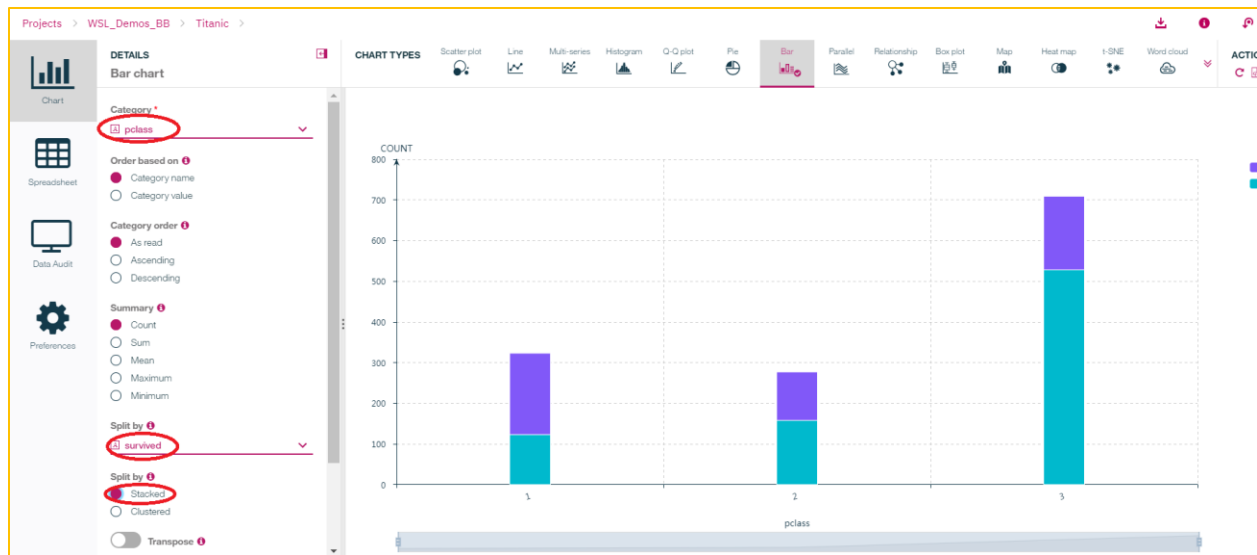 Projects > WSL_Demos_BB > Titanic >
Chart
Spreadsheet
Data Audit
Preferences
DETAILS
Bar chart
Category *
pclass
Order based on
Category name
Category value
Category order
As read
Ascending
Descending
Summary
Count
Sum
Mean
Maximum
Minimum
Split by
survived
Split by
Stacked
Clustered
Transpose
CHART TYPES
Scatter plot
Line
Multi-series
Histogram
Q-Q plot
Pie
Bar
Parallel
Relationship
Box plot
Map
Heat map
t-SNE
Word cloud
ACTIO
COUNT
800
700
600
500
400
300
200
100
0
1
2
3
pclass